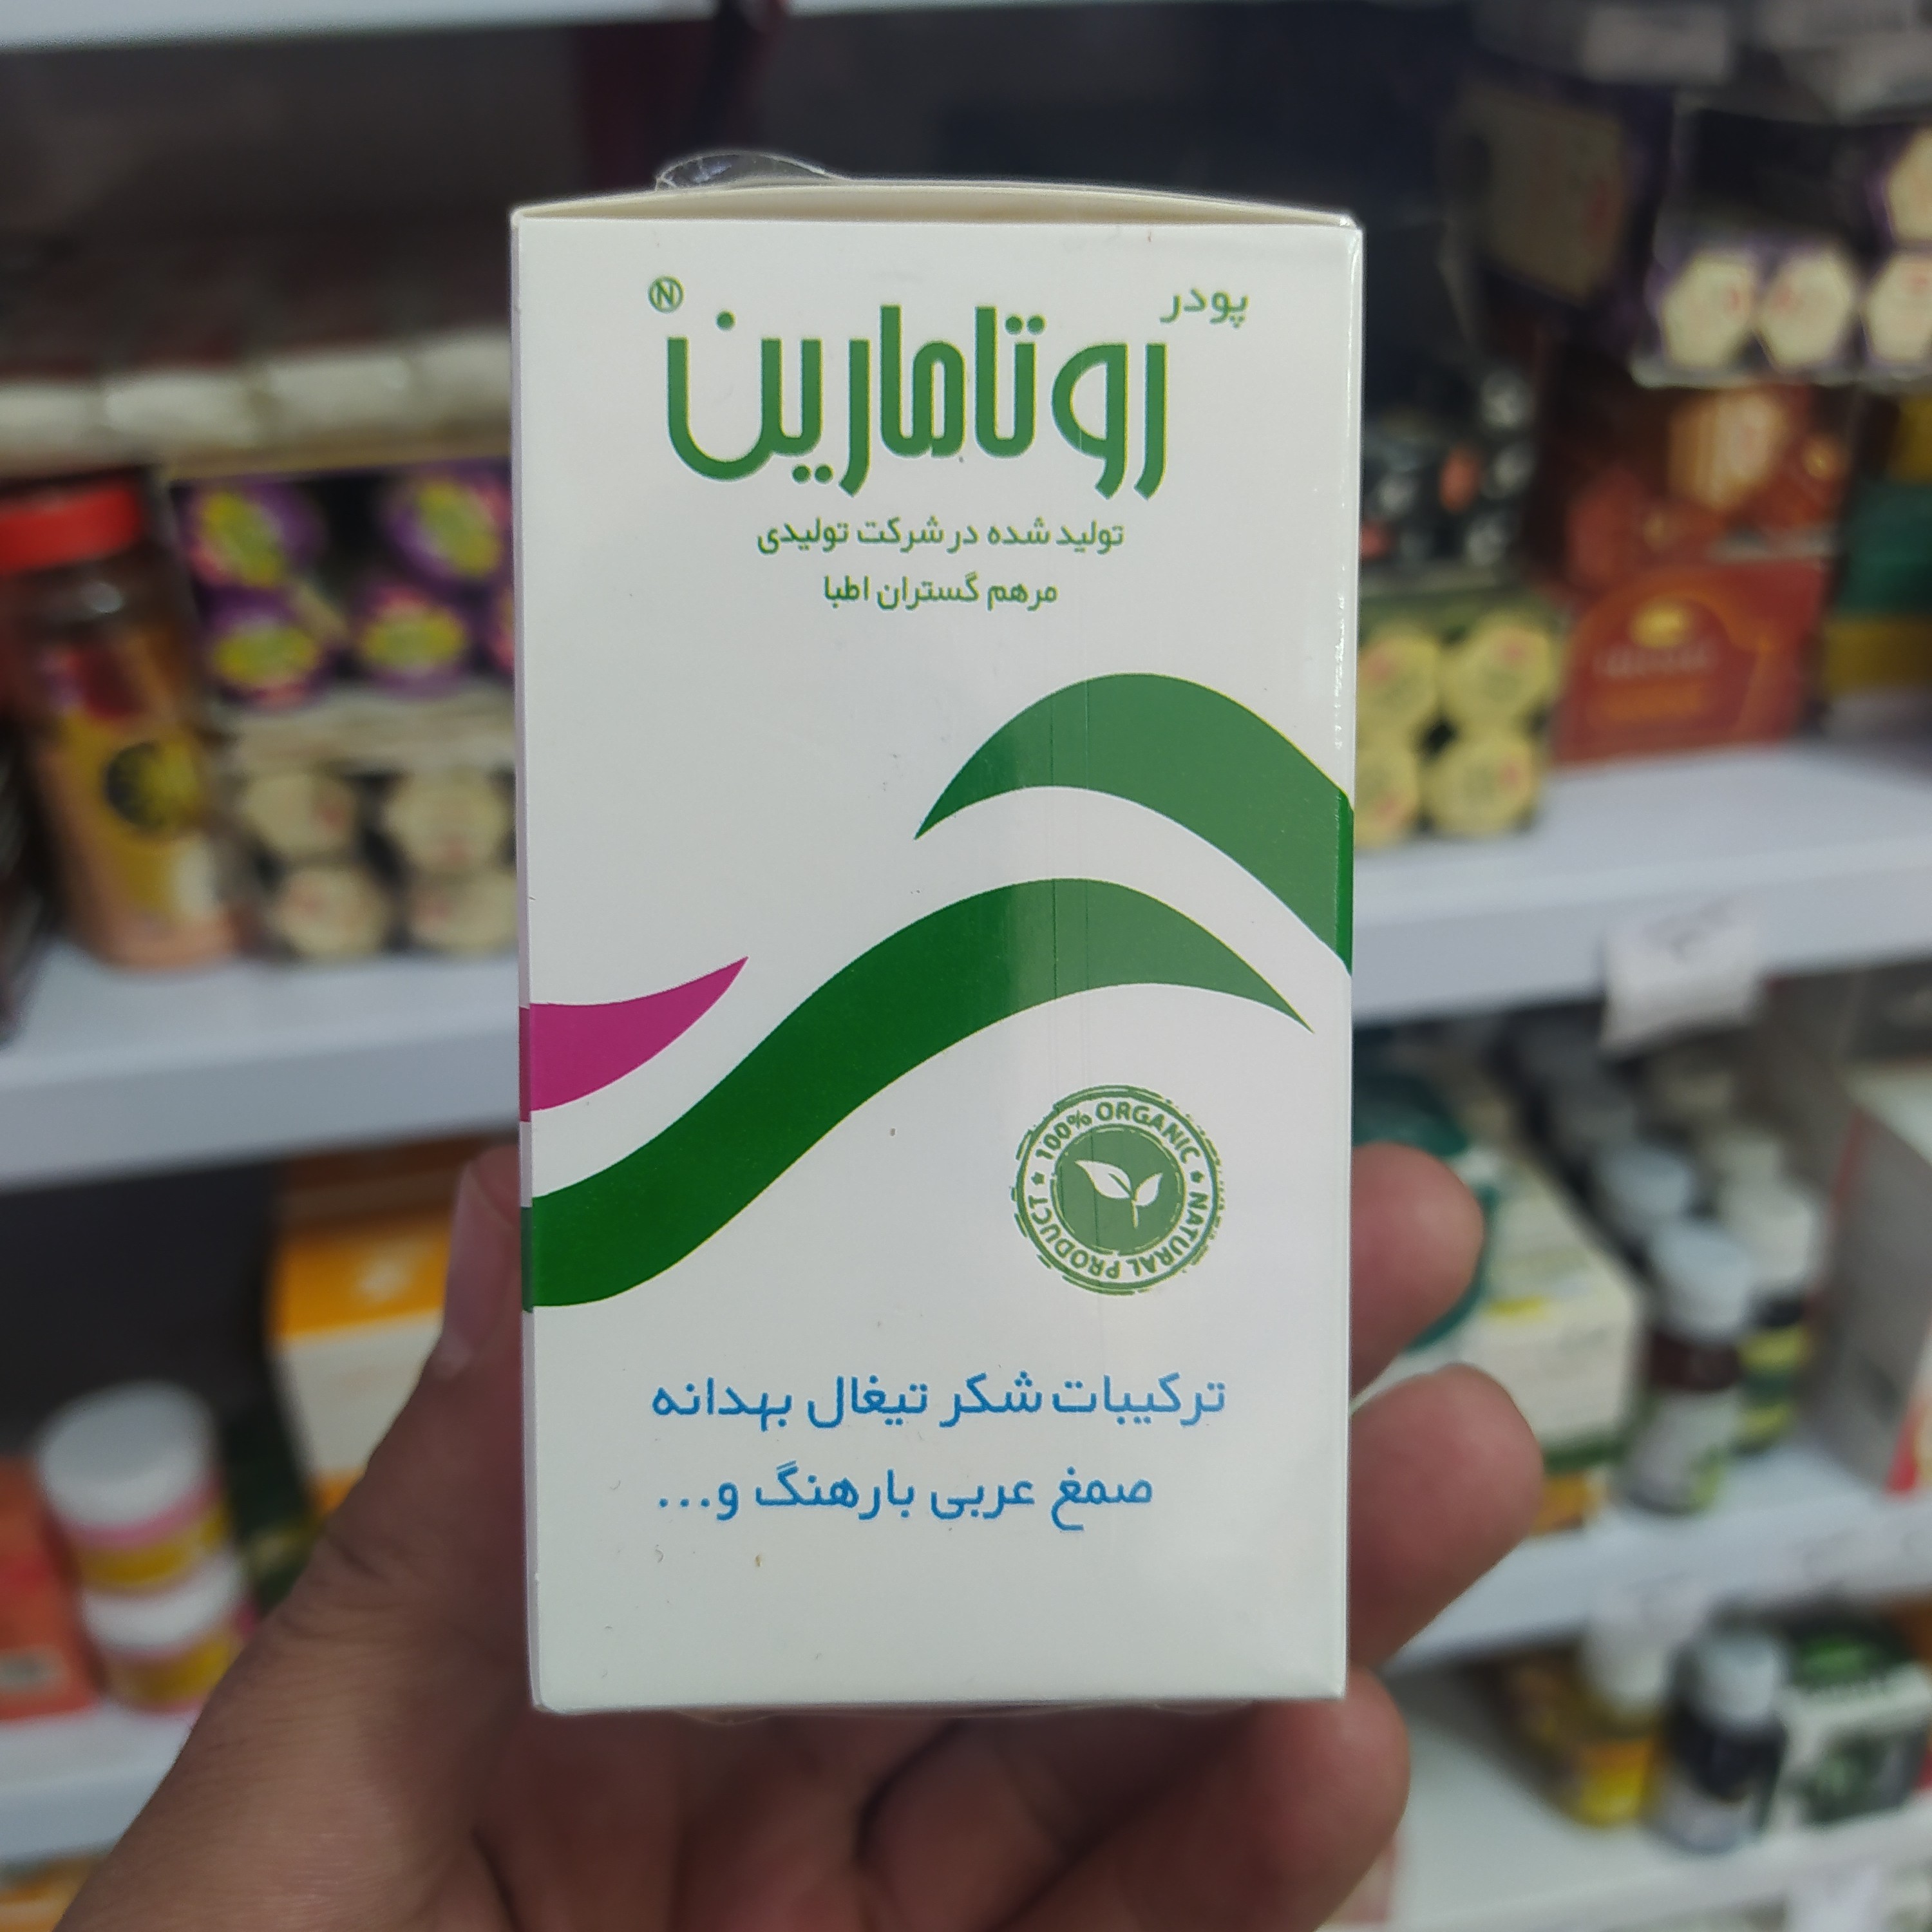 پودر
روتامارین Ⓝ
تولید شده در شرکت تولیدی
مرهم گستران اطبا
100% ORGANIC ★ NATURAL PRODUCT ★
ترکیبات شکر تیغال بهدانه
صمغ عربی بارهنگ و...